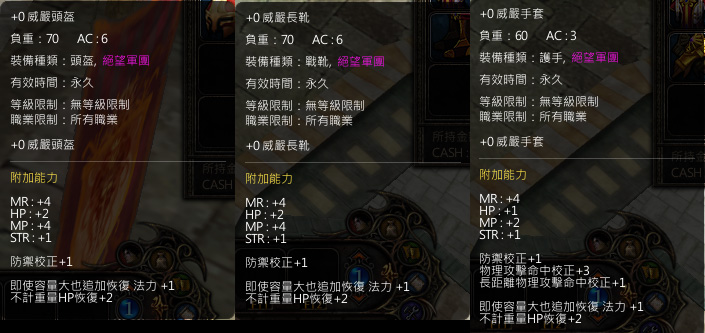 +0 威嚴頭盔
負重 : 70 AC : 6
裝備種類 : 頭盔, 絕望軍團
有效時間 : 永久
等級限制 : 無等級限制
職業限制 : 所有職業
+0 威嚴頭盔
附加能力
MR : +4
HP : +2
MP : +4
STR : +1
防禦校正+1
即使容量大也追加恢復 法力 +1
不計重量HP恢復+2
+0 威嚴長靴
負重 : 70 AC : 6
裝備種類 : 戰靴, 絕望軍團
有效時間 : 永久
等級限制 : 無等級限制
職業限制 : 所有職業
+0 威嚴長靴
附加能力
MR : +4
HP : +2
MP : +4
STR : +1
防禦校正+1
即使容量大也追加恢復 法力 +1
不計重量HP恢復+2
+0 威嚴手套
負重 : 60 AC : 3
裝備種類 : 護手, 絕望軍團
有效時間 : 永久
等級限制 : 無等級限制
職業限制 : 所有職業
+0 威嚴手套
附加能力
MR : +4
HP : +1
MP : +2
STR : +1
防禦校正+1
物理攻擊命中校正+3
長距離物理攻擊命中校正+1
即使容量大也追加恢復 法力 +1
不計重量HP恢復+2
所持金
CASH